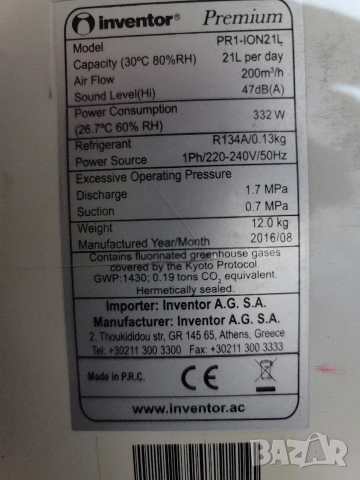 inventor® Premium
Model PR1-ION21L
Capacity (30°C 80%RH) 21L per day
Air Flow 200m³/h
Sound Level(Hi) 47dB(A)
Power Consumption 332 W
(26.7°C 60% RH)
Refrigerant R134A/0.13kg
Power Source 1Ph/220-240V/50Hz
Excessive Operating Pressure
Discharge 1.7 MPa
Suction 0.7 MPa
Weight 12.0 kg
Manufactured Year/Month 2016/08
Contains fluorinated greenhouse gases
covered by the Kyoto Protocol.
GWP:1430; 0.19 tons CO₂ equivalent.
Hermetically sealed.
Importer: Inventor A.G. S.A.
Manufacturer: Inventor A.G. S.A.
2, Thoukididou str, GR 145 65, Athens, Greece
Tel: +30211 300 3300 Fax: +30211 300 3333
Made in P.R.C. CE
www.inventor.ac
BAZAR